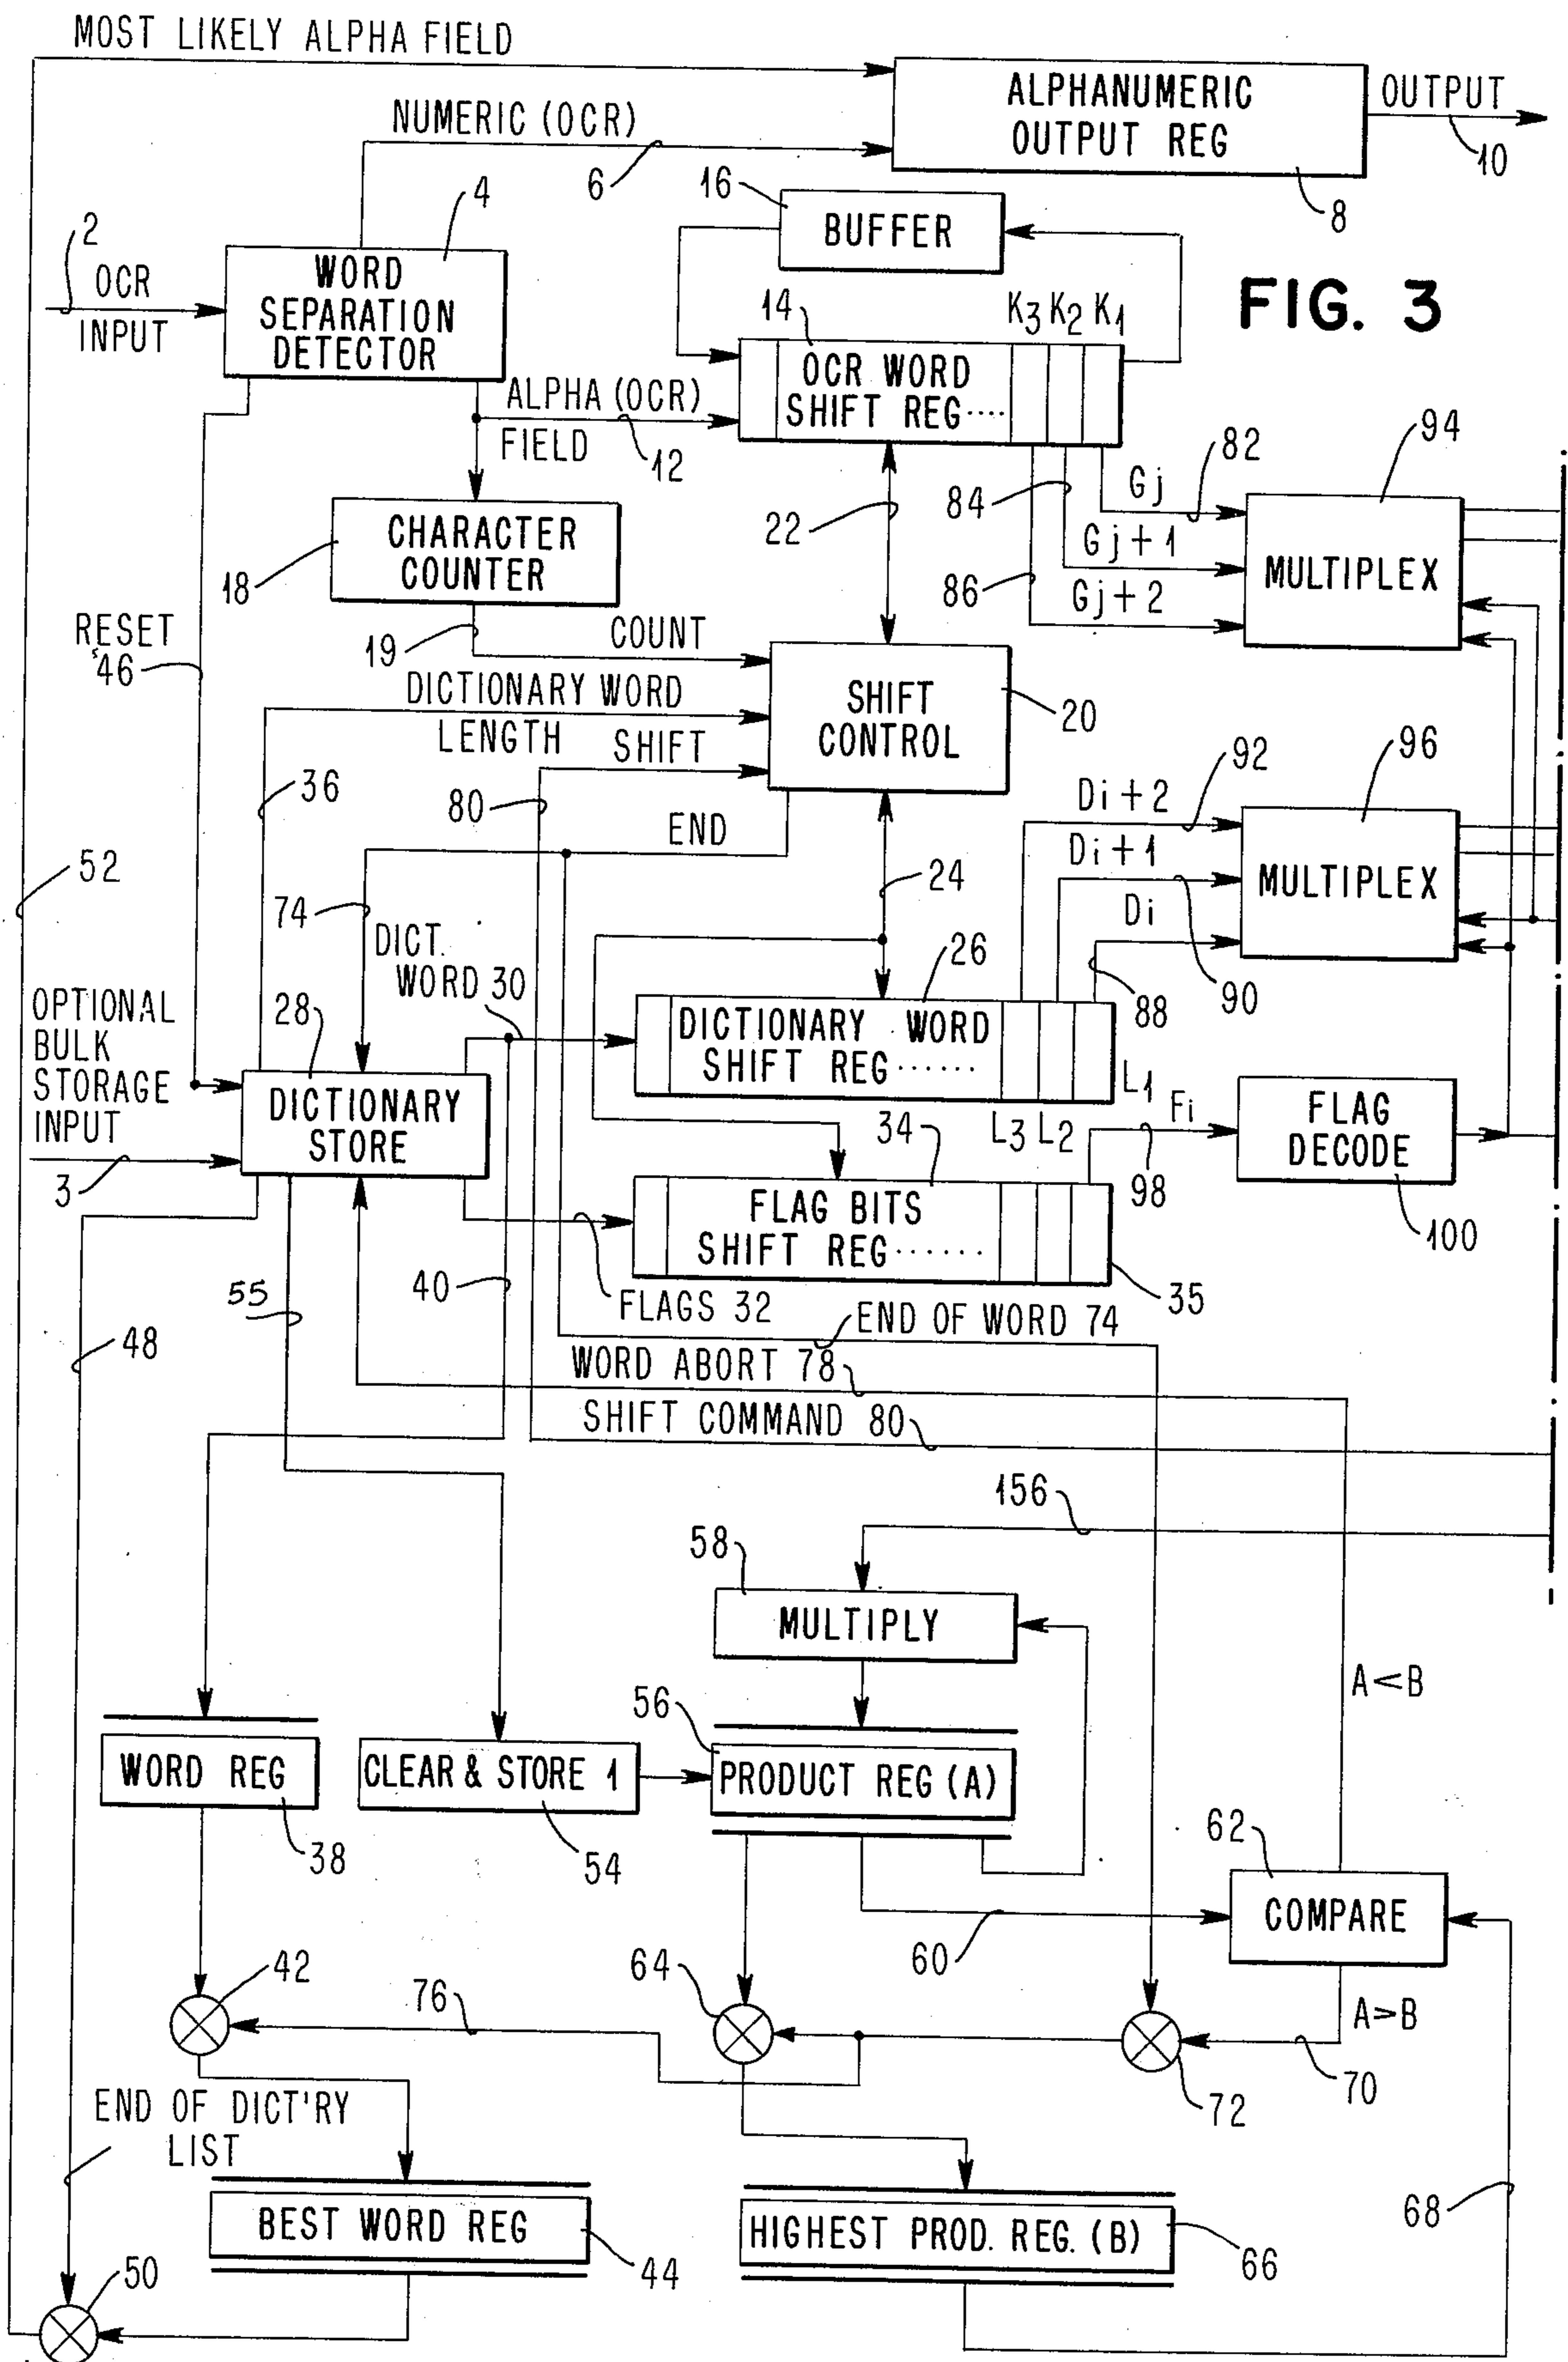 MOST LIKELY ALPHA FIELD
ALPHANUMERIC
OUTPUT REG
OUTPUT
10
8
NUMERIC (OCR)
6
4
16
BUFFER
2
OCR
INPUT
WORD
SEPARATION
DETECTOR
FIG. 3
14
K3 K2 K1
OCR WORD
SHIFT REG····
ALPHA (OCR)
FIELD
12
94
82
Gj
84
Gj+1
86
Gj+2
MULTIPLEX
22
CHARACTER
COUNTER
18
RESET
46
19
COUNT
DICTIONARY WORD
LENGTH
SHIFT
SHIFT
CONTROL
20
36
80
END
92
96
Di+2
Di+1
Di
MULTIPLEX
52
24
74
DICT.
WORD 30
26
88
90
OPTIONAL
BULK
STORAGE
INPUT
28
DICTIONARY WORD
SHIFT REG······
L1
L3 L2
DICTIONARY
STORE
3
34
Fi
98
FLAG
DECODE
100
FLAG BITS
SHIFT REG······
35
40
55
FLAGS 32
END OF WORD 74
48
WORD ABORT 78
SHIFT COMMAND 80
156
58
MULTIPLY
A<B
56
WORD REG
CLEAR & STORE 1
PRODUCT REG (A)
38
54
62
COMPARE
60
42
76
64
A>B
70
72
END OF DICT'RY
LIST
68
BEST WORD REG
44
HIGHEST PROD. REG. (B)
66
50